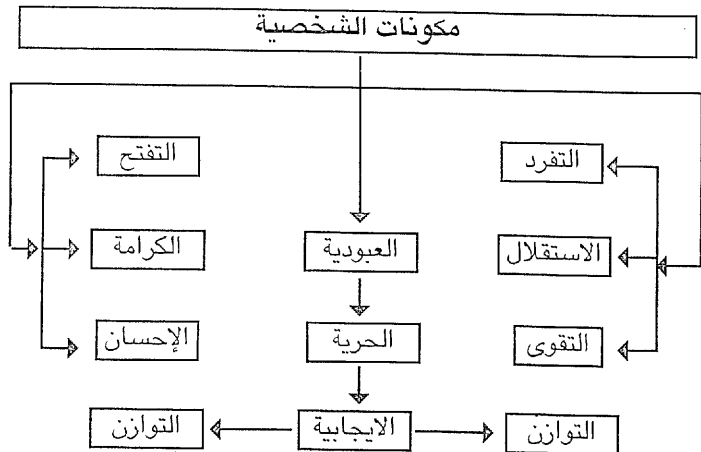 مكونات الشخصية
التفرد
التفتح
الاستقلال
العبودية
الكرامة
التقوى
الحرية
الإحسان
التوازن
الايجابية
التوازن